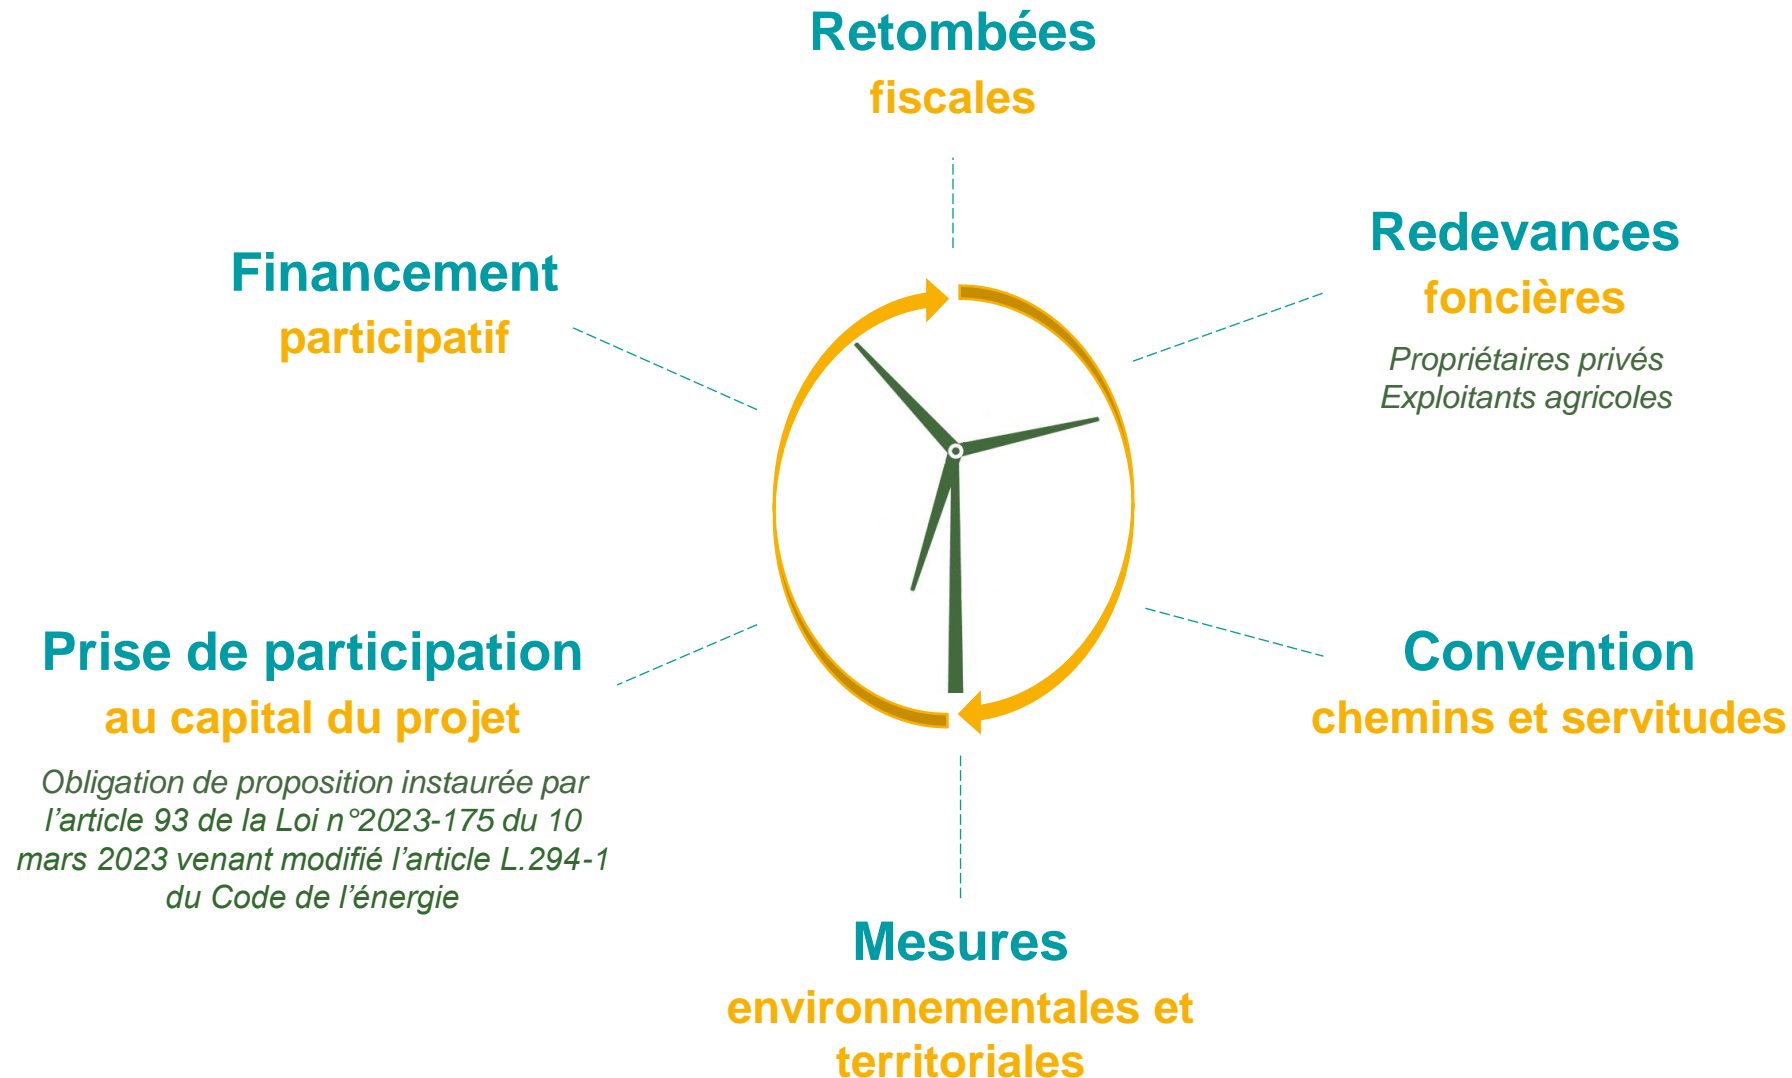 Retombées
fiscales
Redevances
foncières
Propriétaires privés
Exploitants agricoles
Convention
chemins et servitudes
Mesures
environnementales et
territoriales
Prise de participation
au capital du projet
Obligation de proposition instaurée par
l’article 93 de la Loi n°2023-175 du 10
mars 2023 venant modifié l’article L.294-1
du Code de l’énergie
Financement
participatif